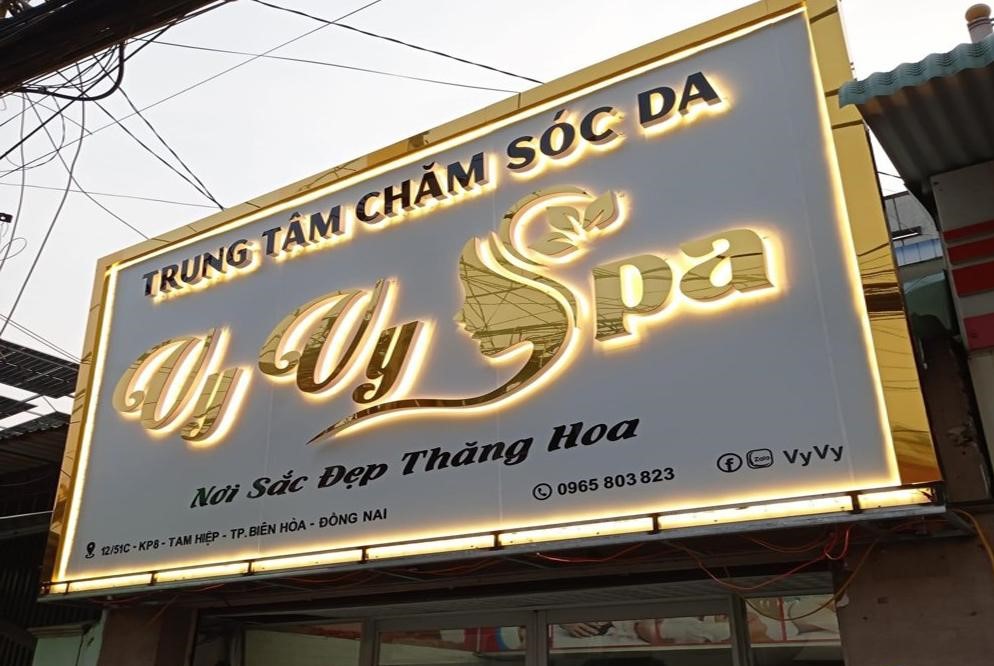 TRUNG TÂM CHĂM SÓC DA
Vy Vy Spa
Nơi Sắc Đẹp Thăng Hoa
0965 803 823
f Zalo VyVy
12/51C - KP8 - TAM HIỆP - TP. BIÊN HÒA - ĐỒNG NAI